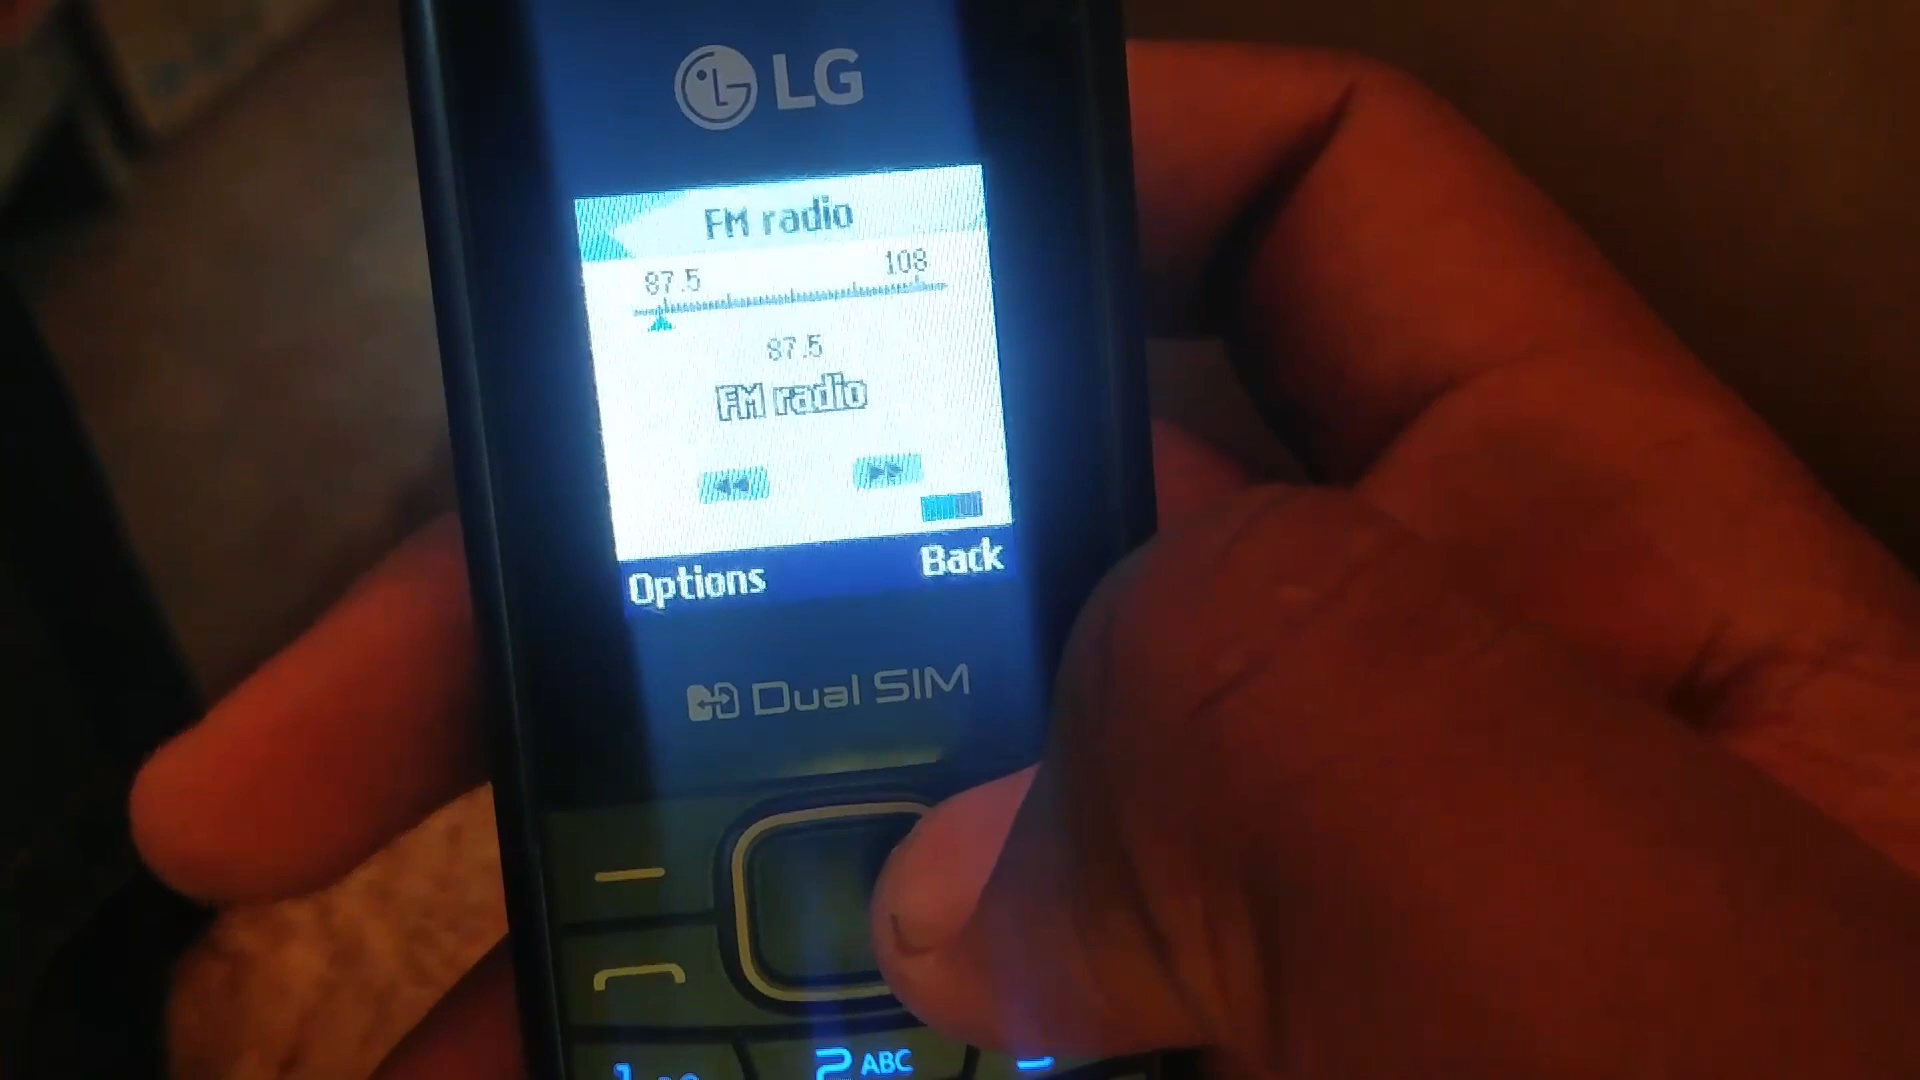 LG
FM radio
87.5 108
87.5
FM radio
Options Back
Dual SIM
2 ABC